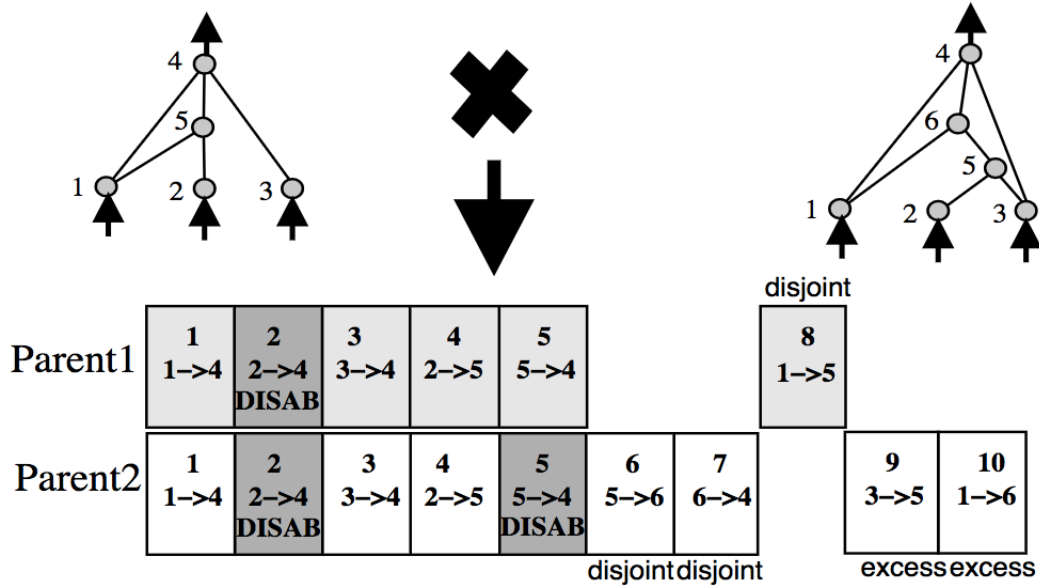 4
5
1
2
3
4
6
5
1
2
3
disjoint
Parent1
1 2 3 4 5 8
1->4 2->4 3->4 2->5 5->4 1->5
DISAB
Parent2
1 2 3 4 5 6 7 9 10
1->4 2->4 3->4 2->5 5->4 5->6 6->4 3->5 1->6
DISAB DISAB
disjoint disjoint excess excess